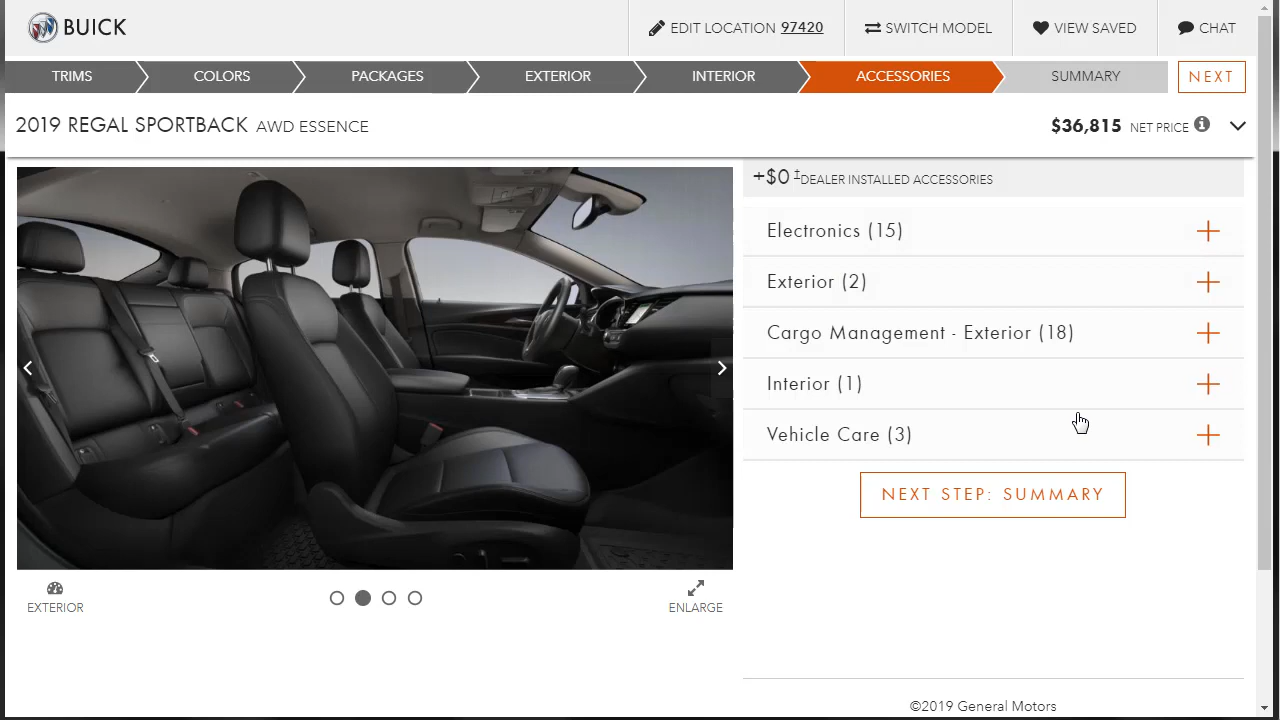 BUICK
EDIT LOCATION 97420
SWITCH MODEL
VIEW SAVED
CHAT
TRIMS
COLORS
PACKAGES
EXTERIOR
INTERIOR
ACCESSORIES
SUMMARY
NEXT
2019 REGAL SPORTBACK AWD ESSENCE
$36,815 NET PRICE
+$0 ‡DEALER INSTALLED ACCESSORIES
Electronics (15)
Exterior (2)
Cargo Management - Exterior (18)
Interior (1)
Vehicle Care (3)
NEXT STEP: SUMMARY
EXTERIOR
ENLARGE
©2019 General Motors